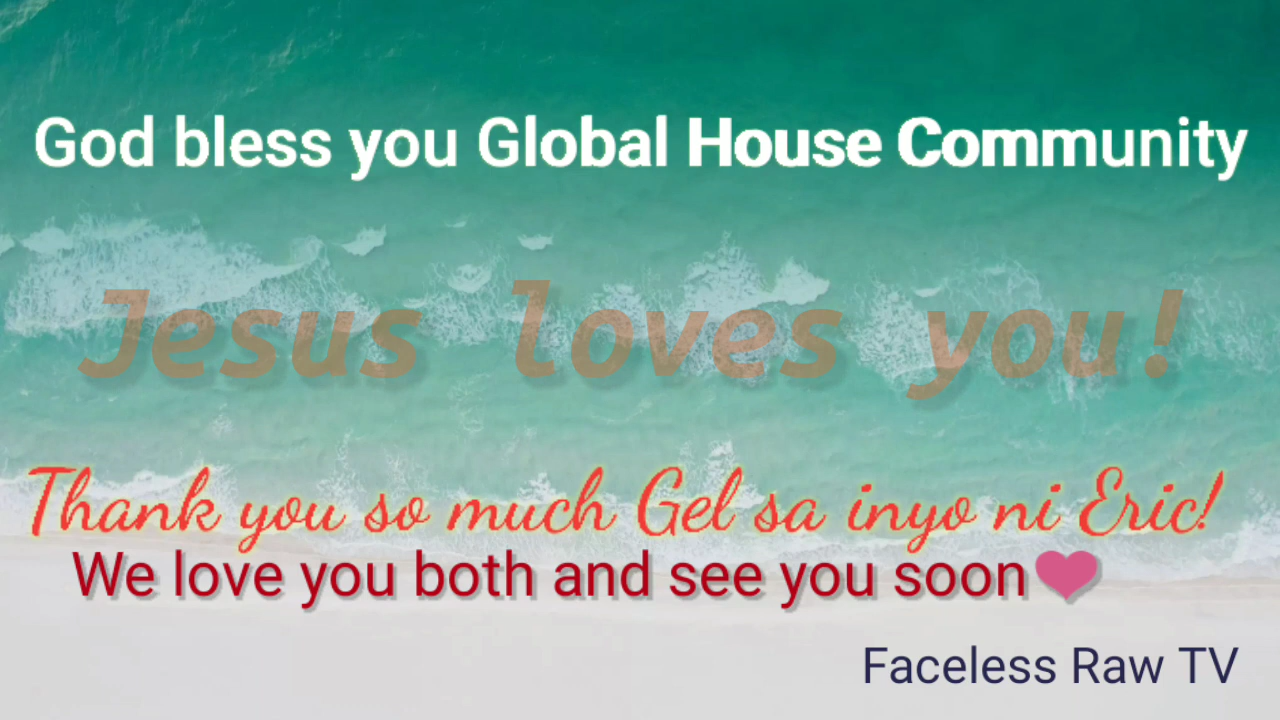 God bless you Global House Community
Jesus loves you!
Thank you so much Gel sa inyo ni Eric!
We love you both and see you soon
Faceless Raw TV